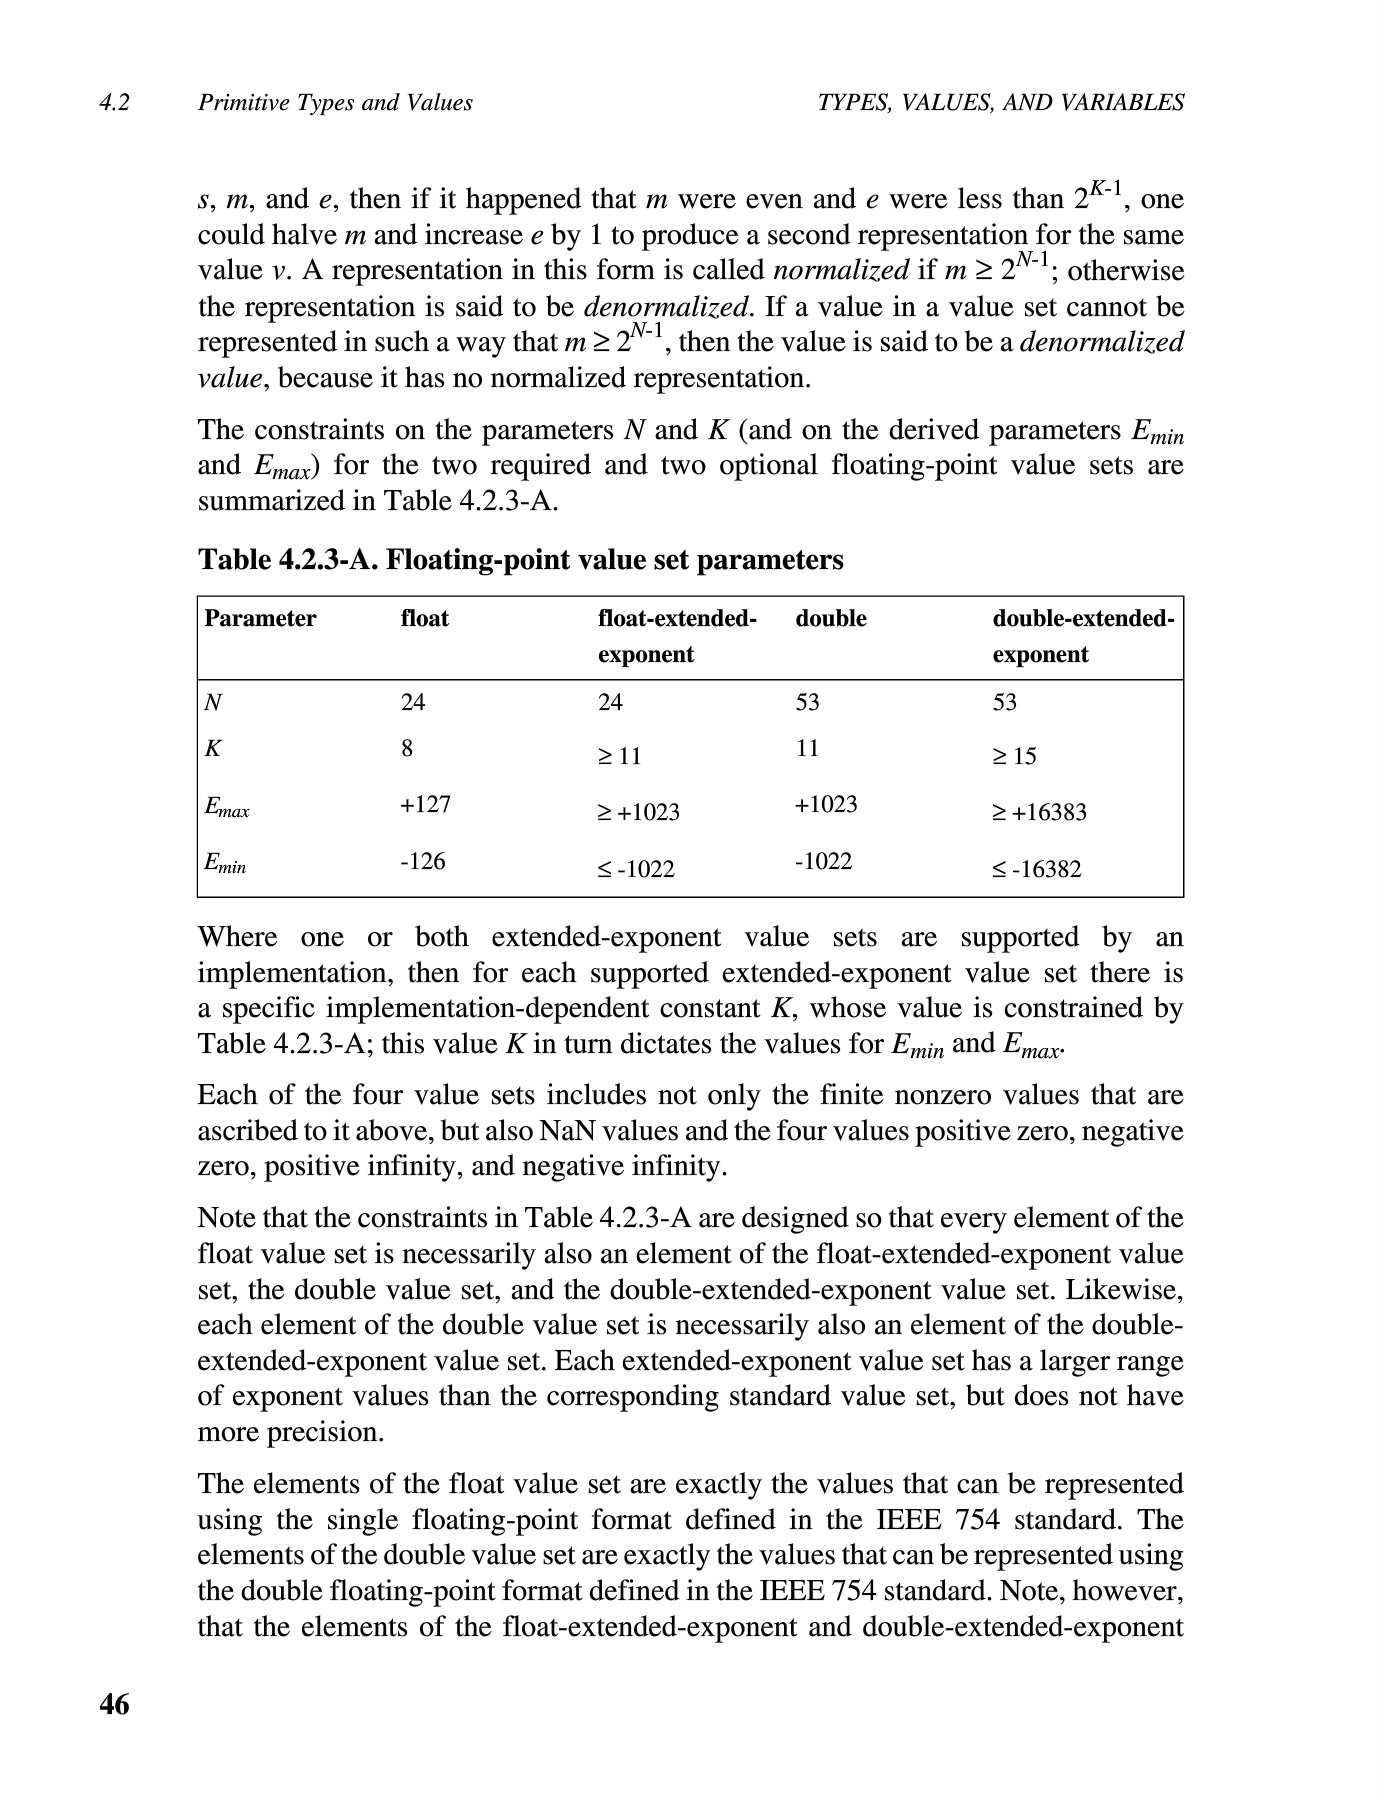 4.2 Primitive Types and Values TYPES, VALUES, AND VARIABLES
s, m, and e, then if it happened that m were even and e were less than 2^{K-1}, one
could halve m and increase e by 1 to produce a second representation for the same
value v. A representation in this form is called normalized if m ≥ 2^{N-1}; otherwise
the representation is said to be denormalized. If a value in a value set cannot be
represented in such a way that m ≥ 2^{N-1}, then the value is said to be a denormalized
value, because it has no normalized representation.
The constraints on the parameters N and K (and on the derived parameters E_{min}
and E_{max}) for the two required and two optional floating-point value sets are
summarized in Table 4.2.3-A.
Table 4.2.3-A. Floating-point value set parameters
Parameter float float-extended- double double-extended-
exponent exponent
N 24 24 53 53
K 8 ≥ 11 11 ≥ 15
E_{max} +127 ≥ +1023 +1023 ≥ +16383
E_{min} -126 ≤ -1022 -1022 ≤ -16382
Where one or both extended-exponent value sets are supported by an
implementation, then for each supported extended-exponent value set there is
a specific implementation-dependent constant K, whose value is constrained by
Table 4.2.3-A; this value K in turn dictates the values for E_{min} and E_{max}.
Each of the four value sets includes not only the finite nonzero values that are
ascribed to it above, but also NaN values and the four values positive zero, negative
zero, positive infinity, and negative infinity.
Note that the constraints in Table 4.2.3-A are designed so that every element of the
float value set is necessarily also an element of the float-extended-exponent value
set, the double value set, and the double-extended-exponent value set. Likewise,
each element of the double value set is necessarily also an element of the double-
extended-exponent value set. Each extended-exponent value set has a larger range
of exponent values than the corresponding standard value set, but does not have
more precision.
The elements of the float value set are exactly the values that can be represented
using the single floating-point format defined in the IEEE 754 standard. The
elements of the double value set are exactly the values that can be represented using
the double floating-point format defined in the IEEE 754 standard. Note, however,
that the elements of the float-extended-exponent and double-extended-exponent
46